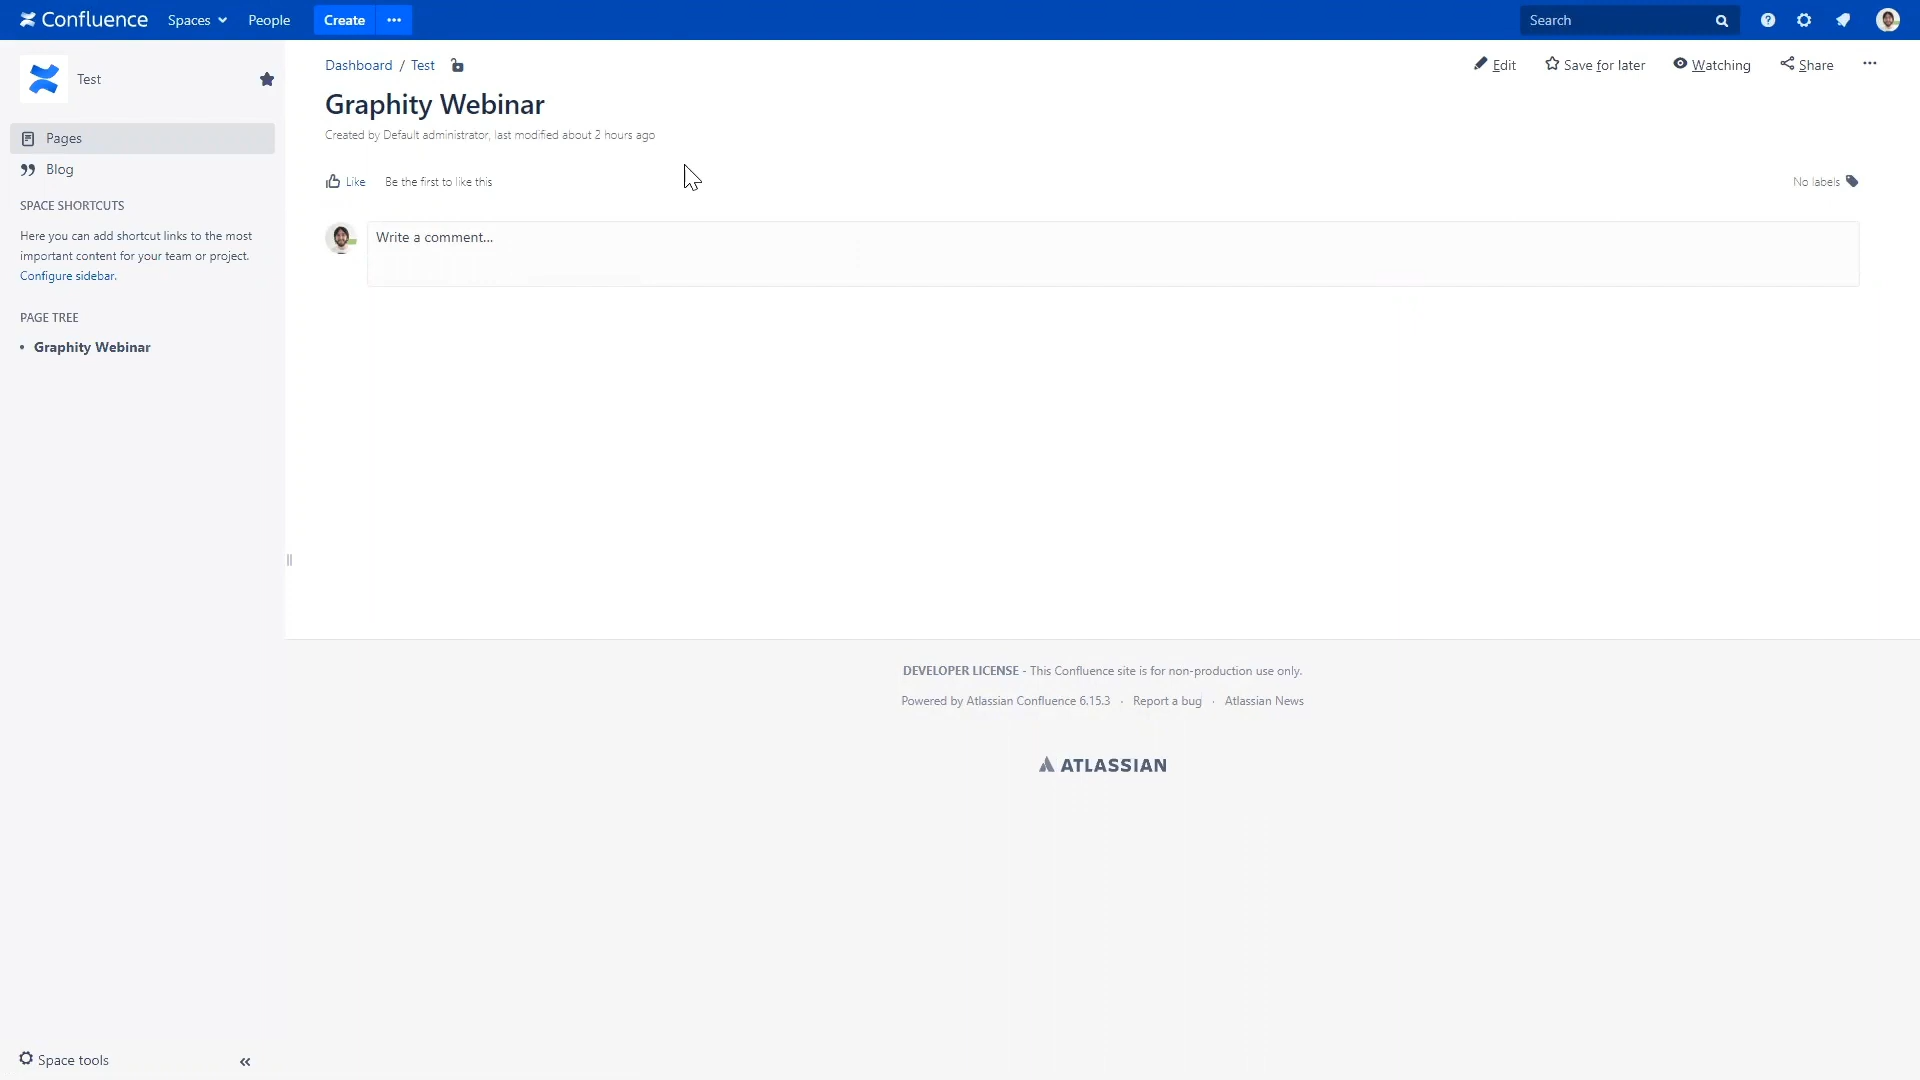 Confluence
Spaces
People
Create
Search
Test
Pages
Blog
SPACE SHORTCUTS
Here you can add shortcut links to the most
important content for your team or project.
Configure sidebar.
PAGE TREE
• Graphity Webinar
Space tools
Dashboard / Test
Edit
Save for later
Watching
Share
Graphity Webinar
Created by Default administrator, last modified about 2 hours ago
Like
Be the first to like this
No labels
Write a comment...
DEVELOPER LICENSE - This Confluence site is for non-production use only.
Powered by Atlassian Confluence 6.15.3 · Report a bug · Atlassian News
ATLASSIAN